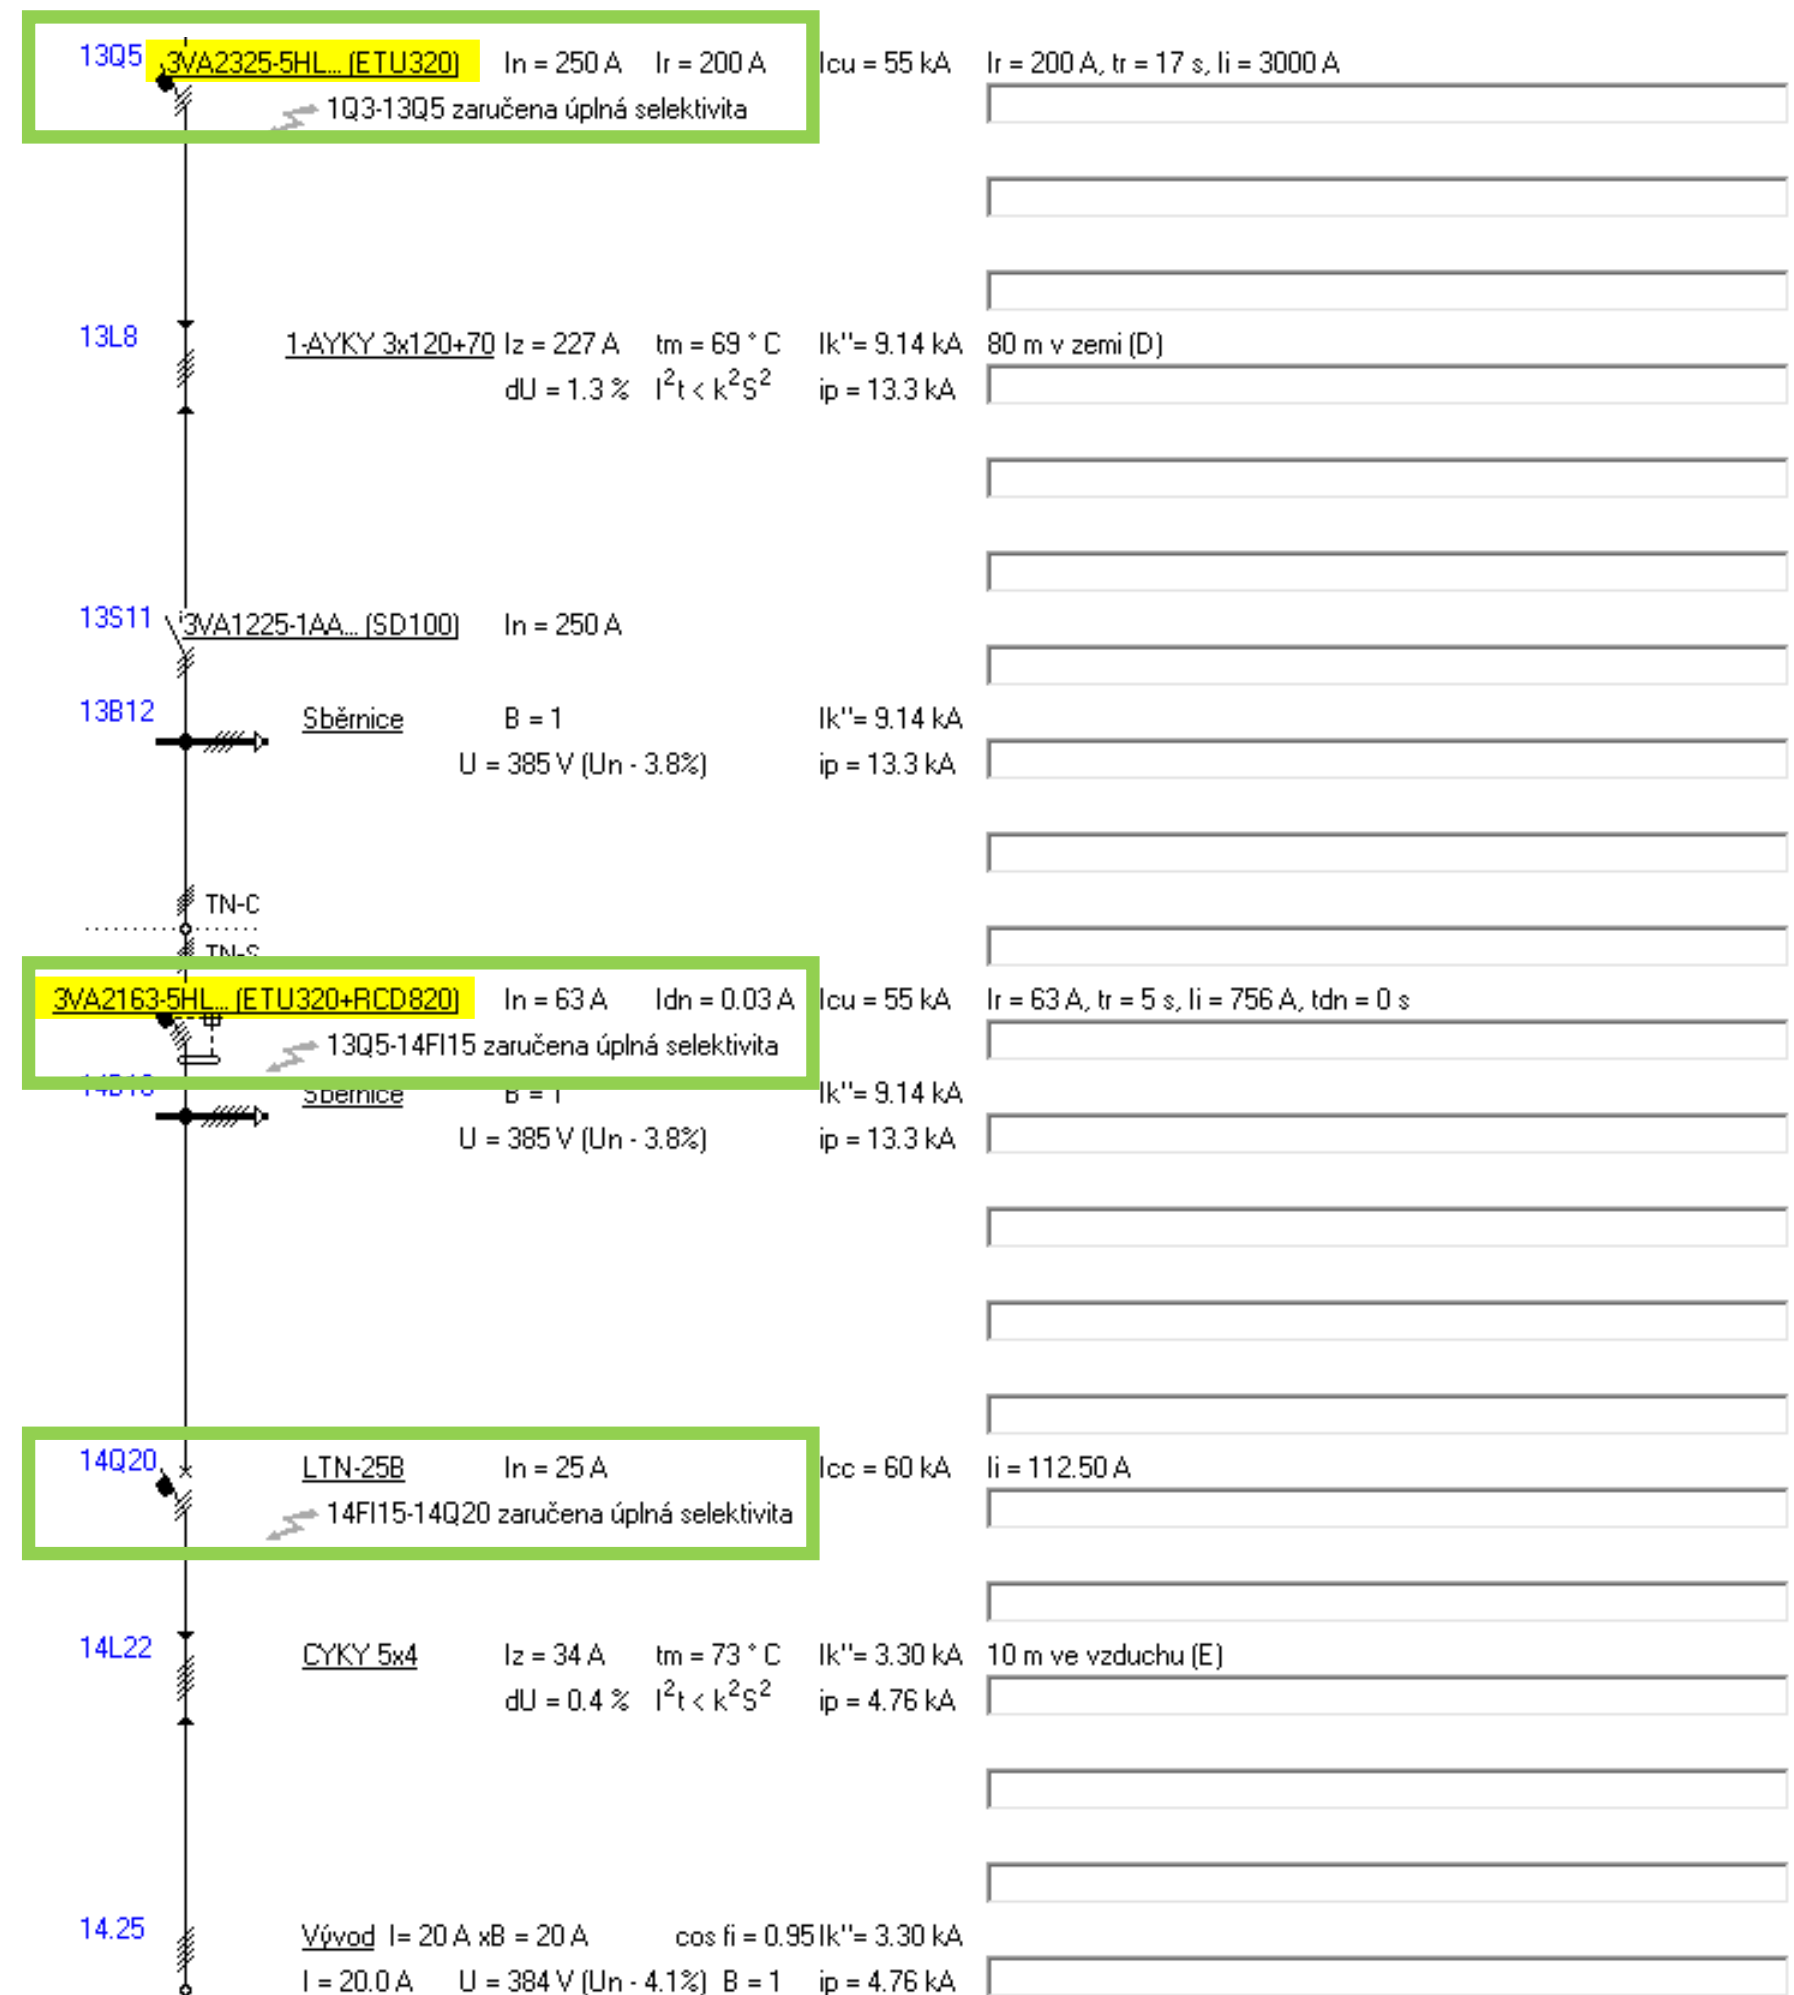 13Q5 3VA2325-5HL... (ETU320) In = 250 A Ir = 200 A Icu = 55 kA Ir = 200 A, tr = 17 s, Ii = 3000 A
1Q3-13Q5 zaručena úplná selektivita
13L8 1-AYKY 3x120+70 Iz = 227 A tm = 69 ° C Ik''= 9.14 kA 80 m v zemi (D)
dU = 1.3 % I²t < k²S² ip = 13.3 kA
13S11 3VA1225-1AA... (SD100) In = 250 A
13B12 Sběrnice B = 1 Ik''= 9.14 kA
U = 385 V (Un - 3.8%) ip = 13.3 kA
TN-C
TN-S
3VA2163-5HL... (ETU320+RCD820) In = 63 A Idn = 0.03 A Icu = 55 kA Ir = 63 A, tr = 5 s, Ii = 756 A, tdn = 0 s
13Q5-14FI15 zaručena úplná selektivita
Sběrnice B = 1 Ik''= 9.14 kA
U = 385 V (Un - 3.8%) ip = 13.3 kA
14Q20 LTN-25B In = 25 A Icc = 60 kA Ii = 112.50 A
14FI15-14Q20 zaručena úplná selektivita
14L22 CYKY 5x4 Iz = 34 A tm = 73 ° C Ik''= 3.30 kA 10 m ve vzduchu (E)
dU = 0.4 % I²t < k²S² ip = 4.76 kA
14.25 Vývod I= 20 A xB = 20 A cos fi = 0.95 Ik''= 3.30 kA
I = 20.0 A U = 384 V (Un - 4.1%) B = 1 ip = 4.76 kA